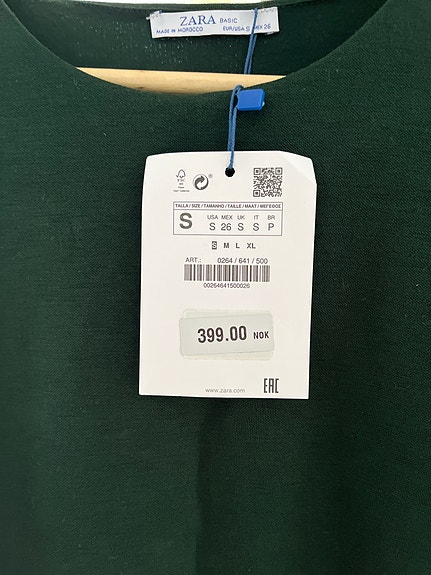 ZARA BASIC
MADE IN MOROCCO EUR/USA S MEX 26
FSC
TALLA / SIZE / TAMANHO / TAILLE / MAAT / ΜΕΓΕΘΟΣ
S
USA MEX UK IT BR
S 26 S S P
S M L XL
ART.: 0264 / 641 / 500
00264641500026
399.00 NOK
www.zara.com
EAC